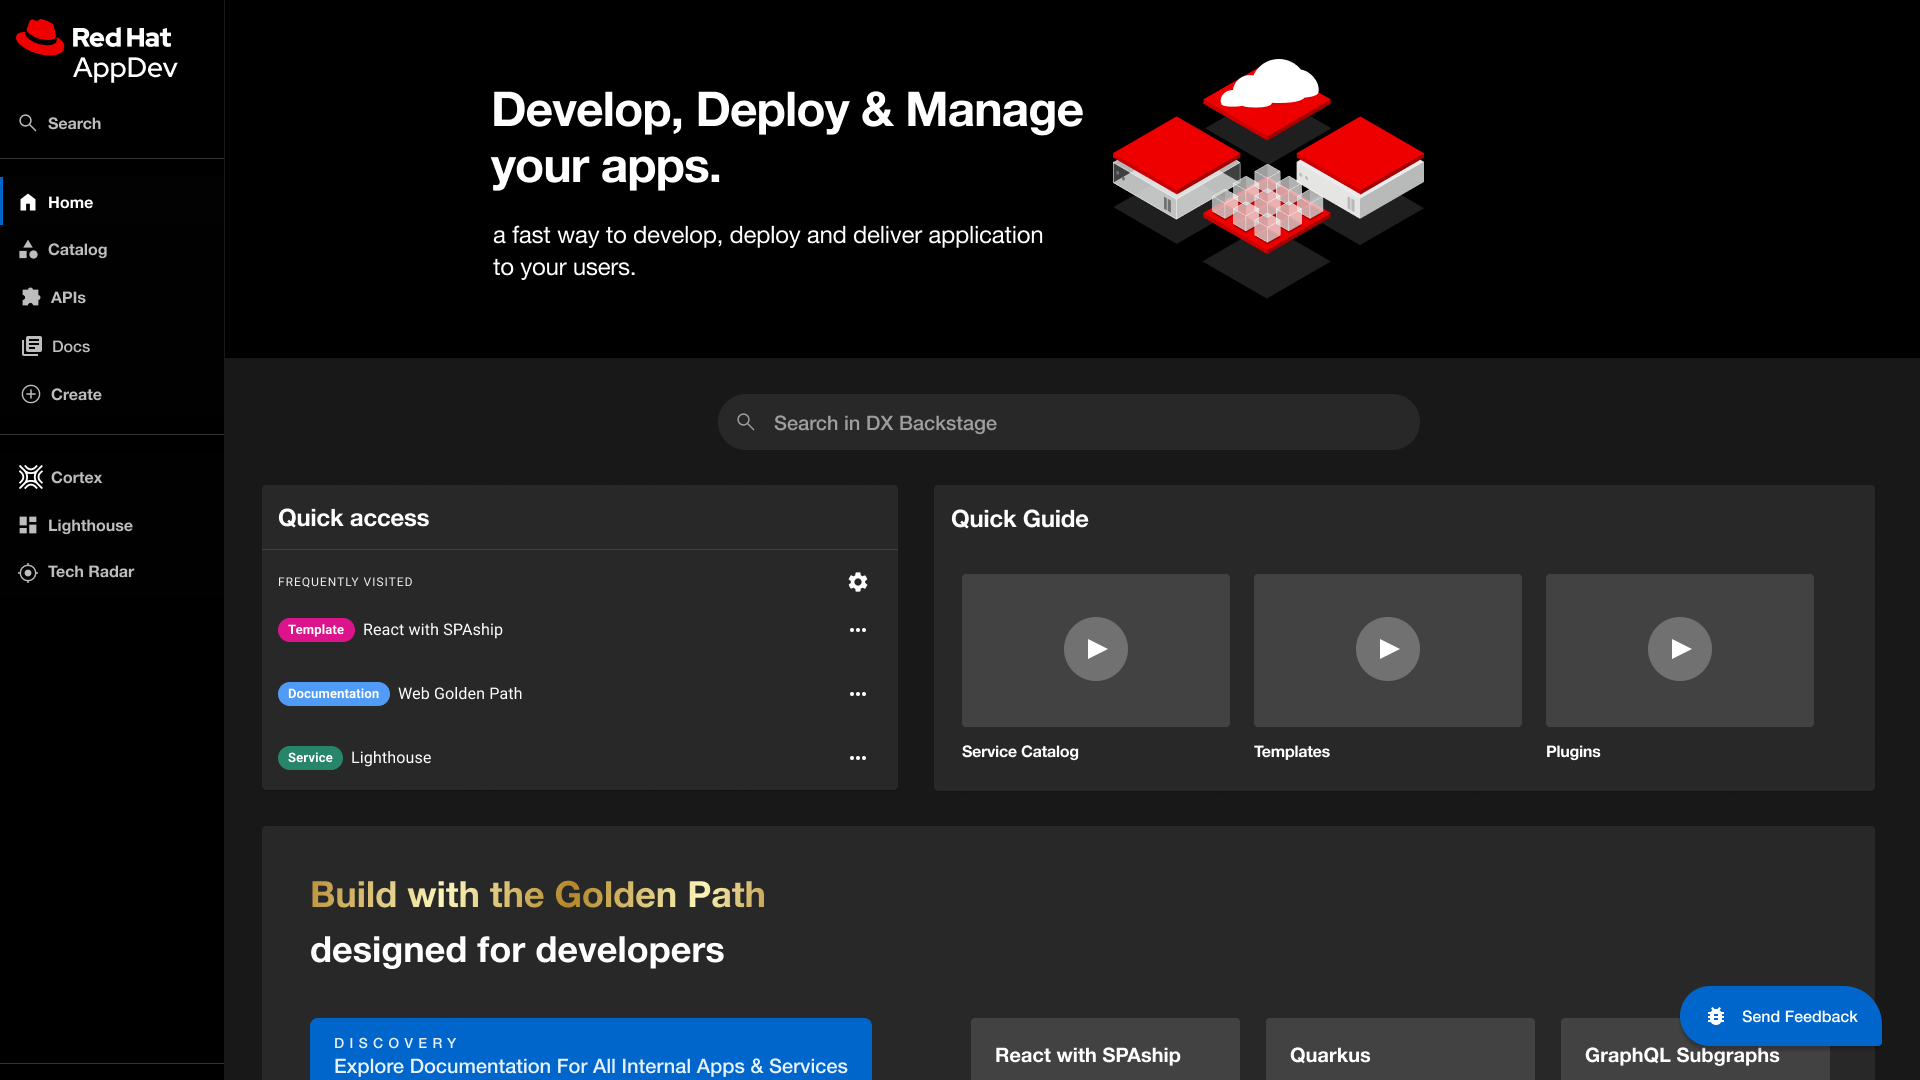 Red Hat
AppDev
Search
Home
Catalog
APIs
Docs
Create
Cortex
Lighthouse
Tech Radar
Develop, Deploy & Manage
your apps.
a fast way to develop, deploy and deliver application
to your users.
Search in DX Backstage
Quick access
FREQUENTLY VISITED
Template React with SPAship
Documentation Web Golden Path
Service Lighthouse
Quick Guide
Service Catalog
Templates
Plugins
Build with the Golden Path
designed for developers
DISCOVERY
Explore Documentation For All Internal Apps & Services
React with SPAship
Quarkus
GraphQL Subgraphs
Send Feedback